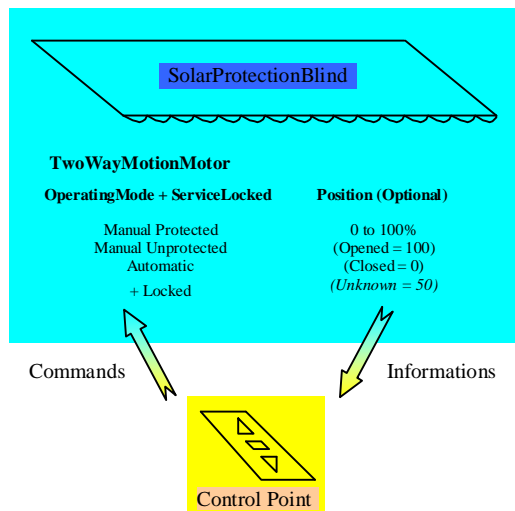 SolarProtectionBlind
TwoWayMotionMotor
OperatingMode + ServiceLocked
Manual Protected
Manual Unprotected
Automatic
+ Locked
Position (Optional)
0 to 100%
(Opened = 100)
(Closed = 0)
(Unknown = 50)
Commands
Informations
Control Point